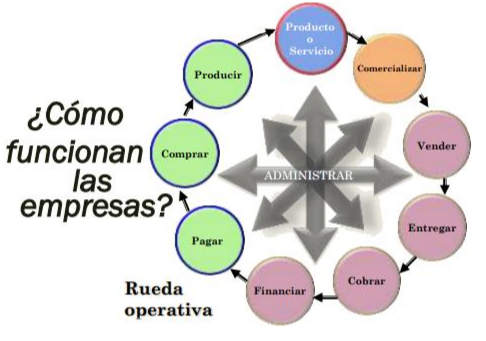 ¿Cómo
funcionan
las
empresas?
Producto
o
Servicio
Comercializar
Vender
Entregar
Cobrar
Financiar
Pagar
Comprar
Producir
ADMINISTRAR
Rueda
operativa